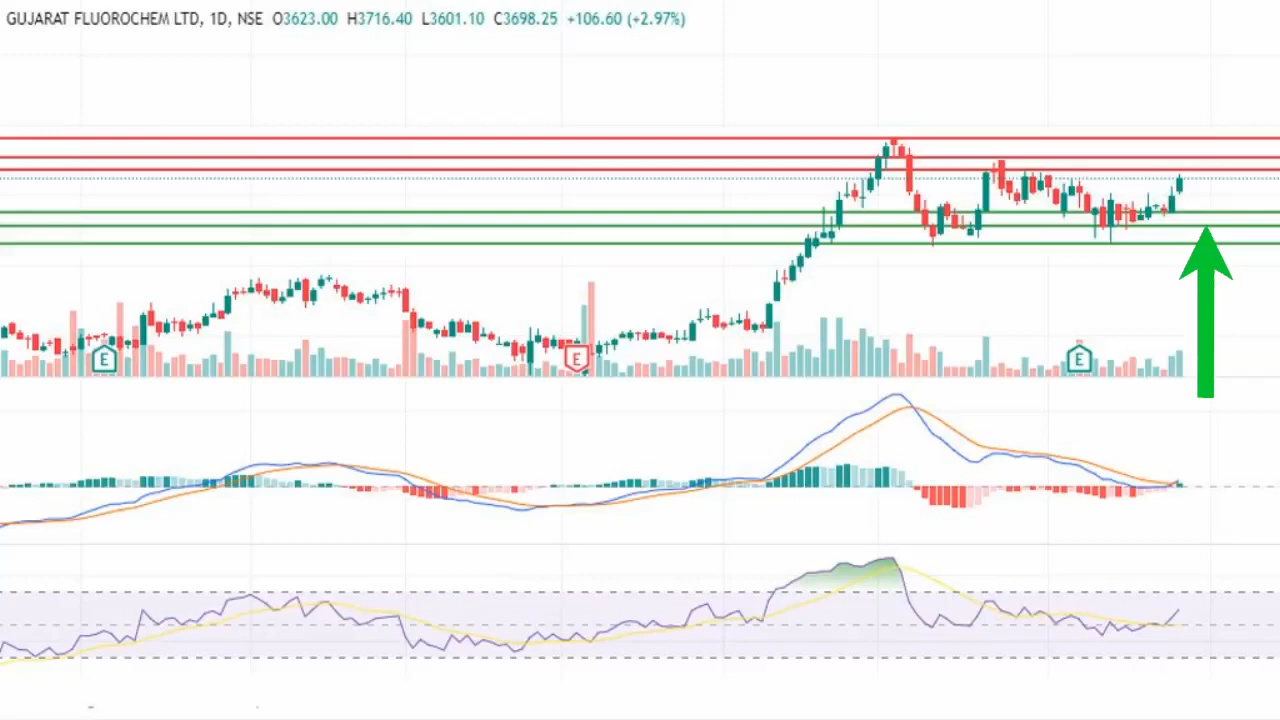 GUJARAT FLUOROCHEM LTD, 1D, NSE O3623.00 H3716.40 L3601.10 C3698.25 +106.60 (+2.97%)
E
E
E